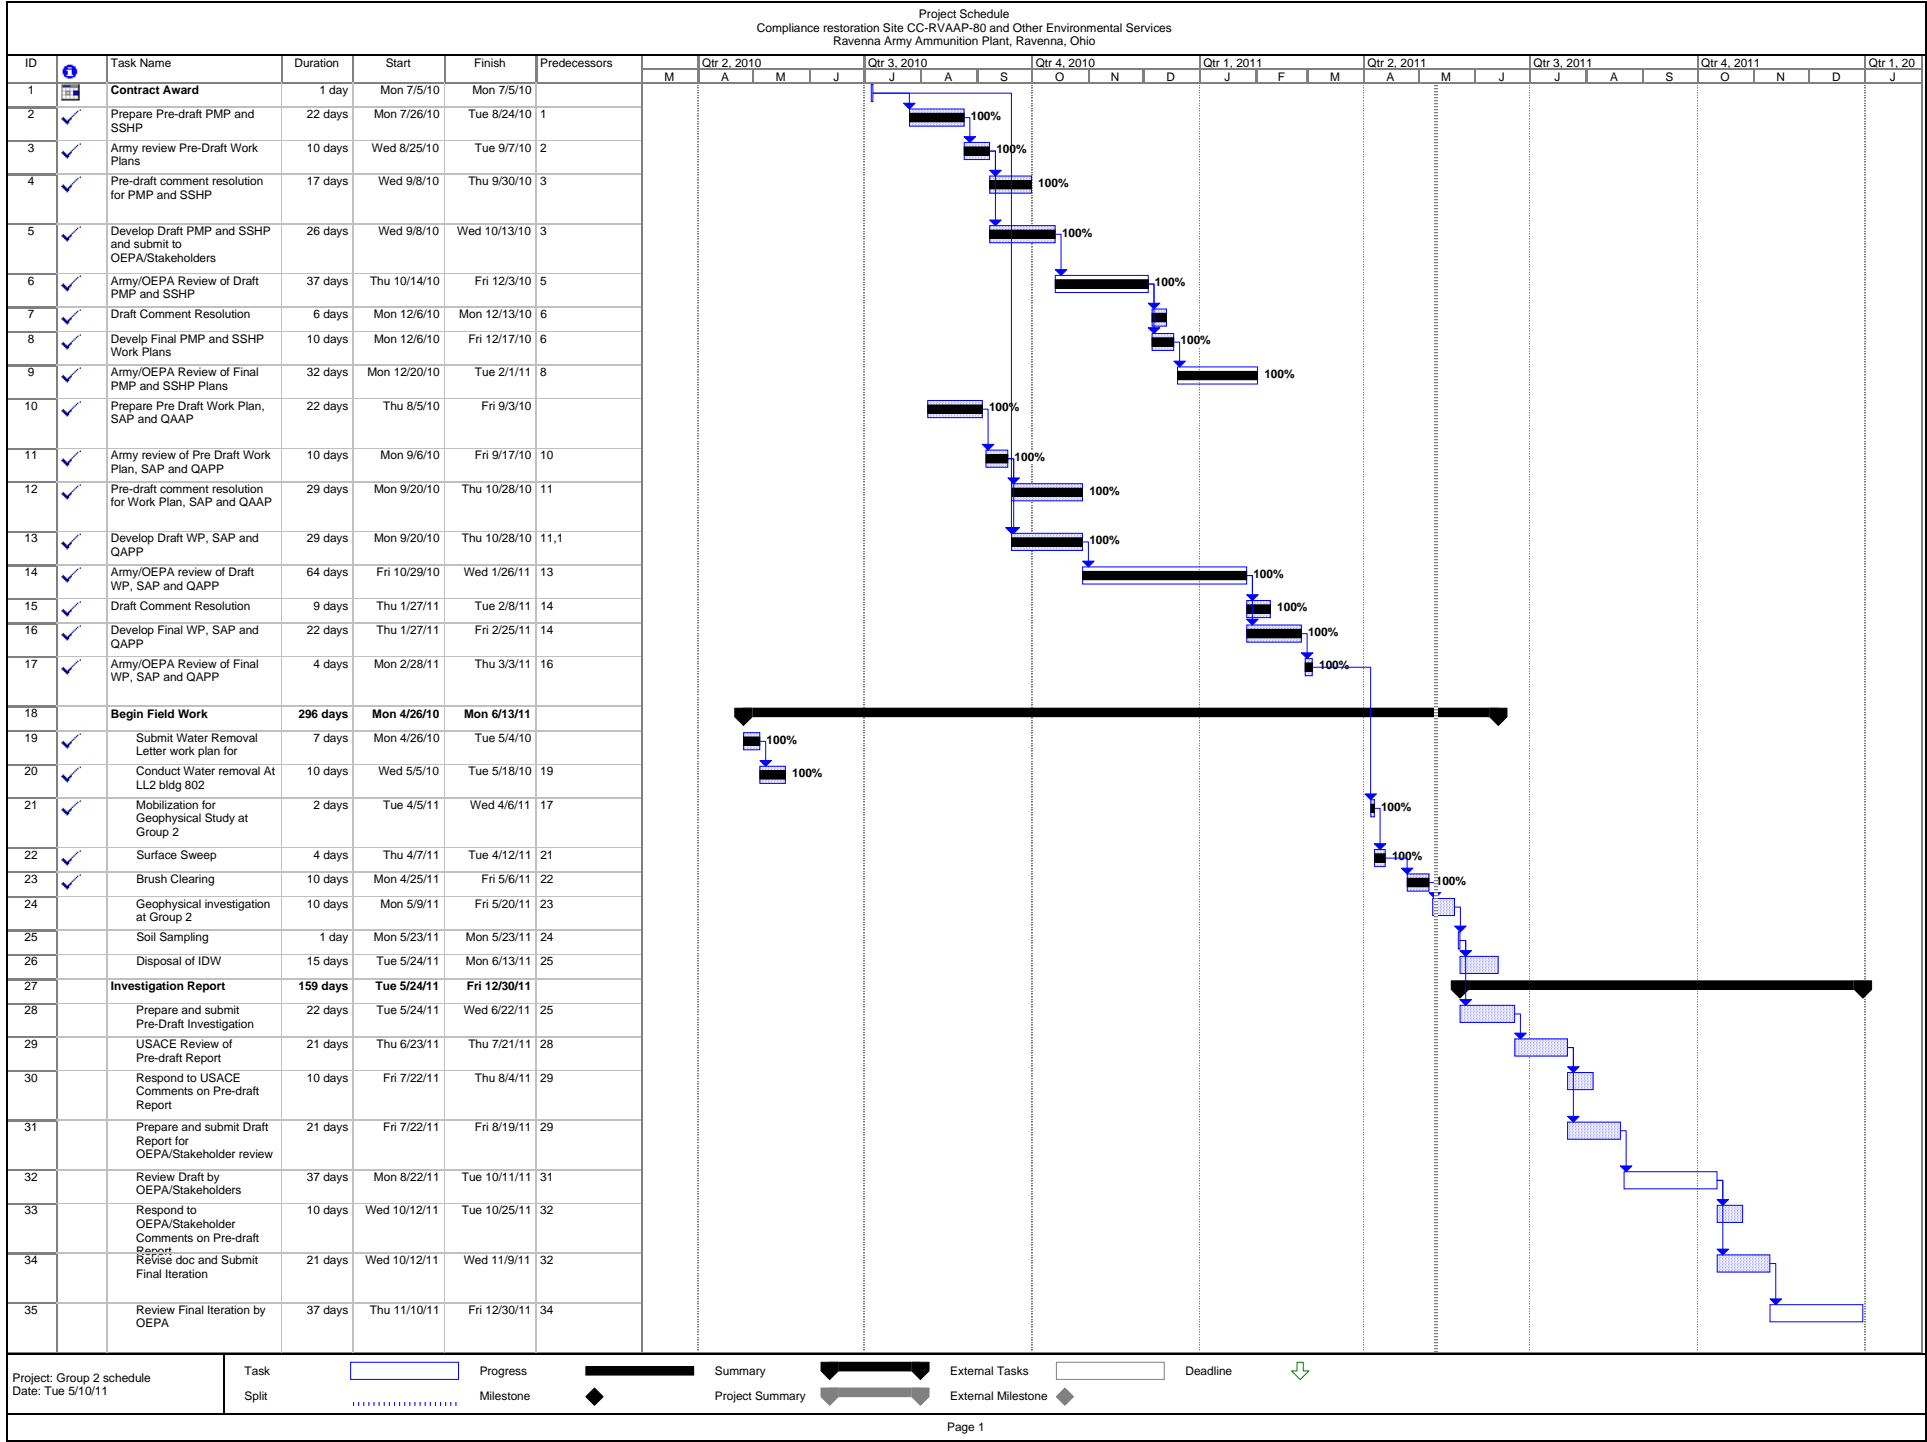 Project Schedule
Compliance restoration Site CC-RVAAP-80 and Other Environmental Services
Ravenna Army Ammunition Plant, Ravenna, Ohio
ID Task Name Duration Start Finish Predecessors
Qtr 2, 2010 Qtr 3, 2010 Qtr 4, 2010 Qtr 1, 2011 Qtr 2, 2011 Qtr 3, 2011 Qtr 4, 2011 Qtr 1, 20
M A M J J A S O N D J F M A M J J A S O N D J
1 Contract Award 1 day Mon 7/5/10 Mon 7/5/10
2 Prepare Pre-draft PMP and 22 days Mon 7/26/10 Tue 8/24/10 1 100%
SSHP
3 Army review Pre-Draft Work 10 days Wed 8/25/10 Tue 9/7/10 2 100%
Plans
4 Pre-draft comment resolution 17 days Wed 9/8/10 Thu 9/30/10 3 100%
for PMP and SSHP
5 Develop Draft PMP and SSHP 26 days Wed 9/8/10 Wed 10/13/10 3 100%
and submit to
OEPA/Stakeholders
6 Army/OEPA Review of Draft 37 days Thu 10/14/10 Fri 12/3/10 5 100%
PMP and SSHP
7 Draft Comment Resolution 6 days Mon 12/6/10 Mon 12/13/10 6
8 Develp Final PMP and SSHP 10 days Mon 12/6/10 Fri 12/17/10 6 100%
Work Plans
9 Army/OEPA Review of Final 32 days Mon 12/20/10 Tue 2/1/11 8 100%
PMP and SSHP Plans
10 Prepare Pre Draft Work Plan, 22 days Thu 8/5/10 Fri 9/3/10 100%
SAP and QAAP
11 Army review of Pre Draft Work 10 days Mon 9/6/10 Fri 9/17/10 10 100%
Plan, SAP and QAPP
12 Pre-draft comment resolution 29 days Mon 9/20/10 Thu 10/28/10 11 100%
for Work Plan, SAP and QAAP
13 Develop Draft WP, SAP and 29 days Mon 9/20/10 Thu 10/28/10 11,1 100%
QAPP
14 Army/OEPA review of Draft 64 days Fri 10/29/10 Wed 1/26/11 13 100%
WP, SAP and QAPP
15 Draft Comment Resolution 9 days Thu 1/27/11 Tue 2/8/11 14 100%
16 Develop Final WP, SAP and 22 days Thu 1/27/11 Fri 2/25/11 14 100%
QAPP
17 Army/OEPA Review of Final 4 days Mon 2/28/11 Thu 3/3/11 16 100%
WP, SAP and QAPP
18 Begin Field Work 296 days Mon 4/26/10 Mon 6/13/11
19 Submit Water Removal 7 days Mon 4/26/10 Tue 5/4/10 100%
Letter work plan for
20 Conduct Water removal At 10 days Wed 5/5/10 Tue 5/18/10 19 100%
LL2 bldg 802
21 Mobilization for 2 days Tue 4/5/11 Wed 4/6/11 17 100%
Geophysical Study at
Group 2
22 Surface Sweep 4 days Thu 4/7/11 Tue 4/12/11 21 100%
23 Brush Clearing 10 days Mon 4/25/11 Fri 5/6/11 22 100%
24 Geophysical investigation 10 days Mon 5/9/11 Fri 5/20/11 23
at Group 2
25 Soil Sampling 1 day Mon 5/23/11 Mon 5/23/11 24
26 Disposal of IDW 15 days Tue 5/24/11 Mon 6/13/11 25
27 Investigation Report 159 days Tue 5/24/11 Fri 12/30/11
28 Prepare and submit 22 days Tue 5/24/11 Wed 6/22/11 25
Pre-Draft Investigation
29 USACE Review of 21 days Thu 6/23/11 Thu 7/21/11 28
Pre-draft Report
30 Respond to USACE 10 days Fri 7/22/11 Thu 8/4/11 29
Comments on Pre-draft
Report
31 Prepare and submit Draft 21 days Fri 7/22/11 Fri 8/19/11 29
Report for
OEPA/Stakeholder review
32 Review Draft by 37 days Mon 8/22/11 Tue 10/11/11 31
OEPA/Stakeholders
33 Respond to 10 days Wed 10/12/11 Tue 10/25/11 32
OEPA/Stakeholder
Comments on Pre-draft
Report
34 Revise doc and Submit 21 days Wed 10/12/11 Wed 11/9/11 32
Final Iteration
35 Review Final Iteration by 37 days Thu 11/10/11 Fri 12/30/11 34
OEPA
Project: Group 2 schedule
Date: Tue 5/10/11
Task Progress Summary External Tasks Deadline
Split Milestone Project Summary External Milestone
Page 1